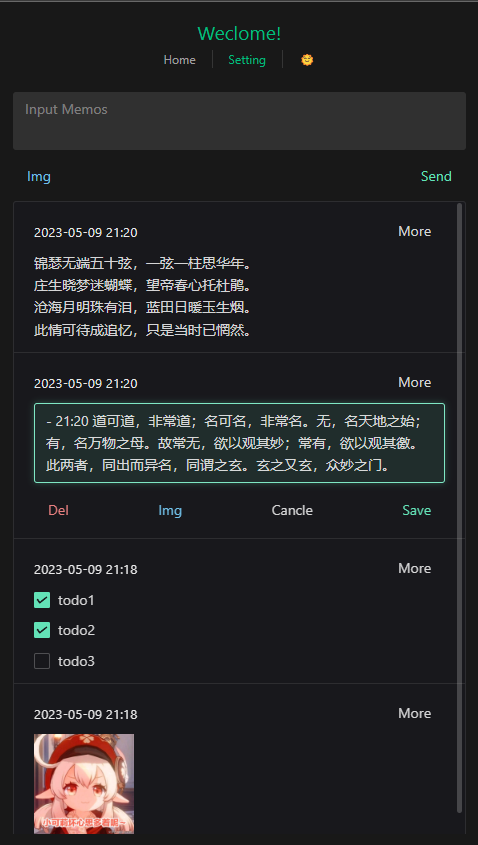 Weclome!
Home Setting
Input Memos
Img Send
2023-05-09 21:20 More
锦瑟无端五十弦，一弦一柱思华年。
庄生晓梦迷蝴蝶，望帝春心托杜鹃。
沧海月明珠有泪，蓝田日暖玉生烟。
此情可待成追忆，只是当时已惘然。
2023-05-09 21:20 More
- 21:20 道可道，非常道；名可名，非常名。无，名天地之始；
有，名万物之母。故常无，欲以观其妙；常有，欲以观其徼。
此两者，同出而异名，同谓之玄。玄之又玄，众妙之门。
Del Img Cancle Save
2023-05-09 21:18 More
todo1
todo2
todo3
2023-05-09 21:18 More